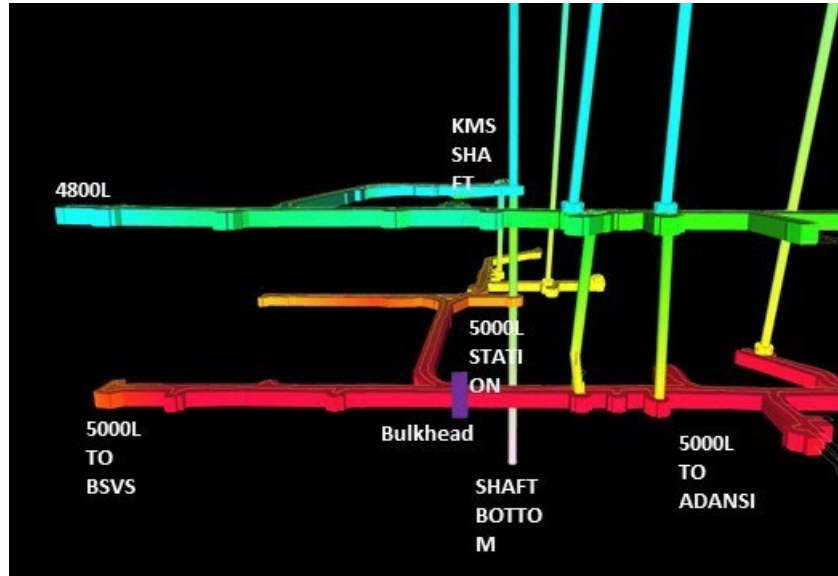 KMS
SHA
FT
4800L
5000L
STATI
ON
5000L
TO
BSVS
Bulkhead
SHAFT
BOTTO
M
5000L
TO
ADANSI